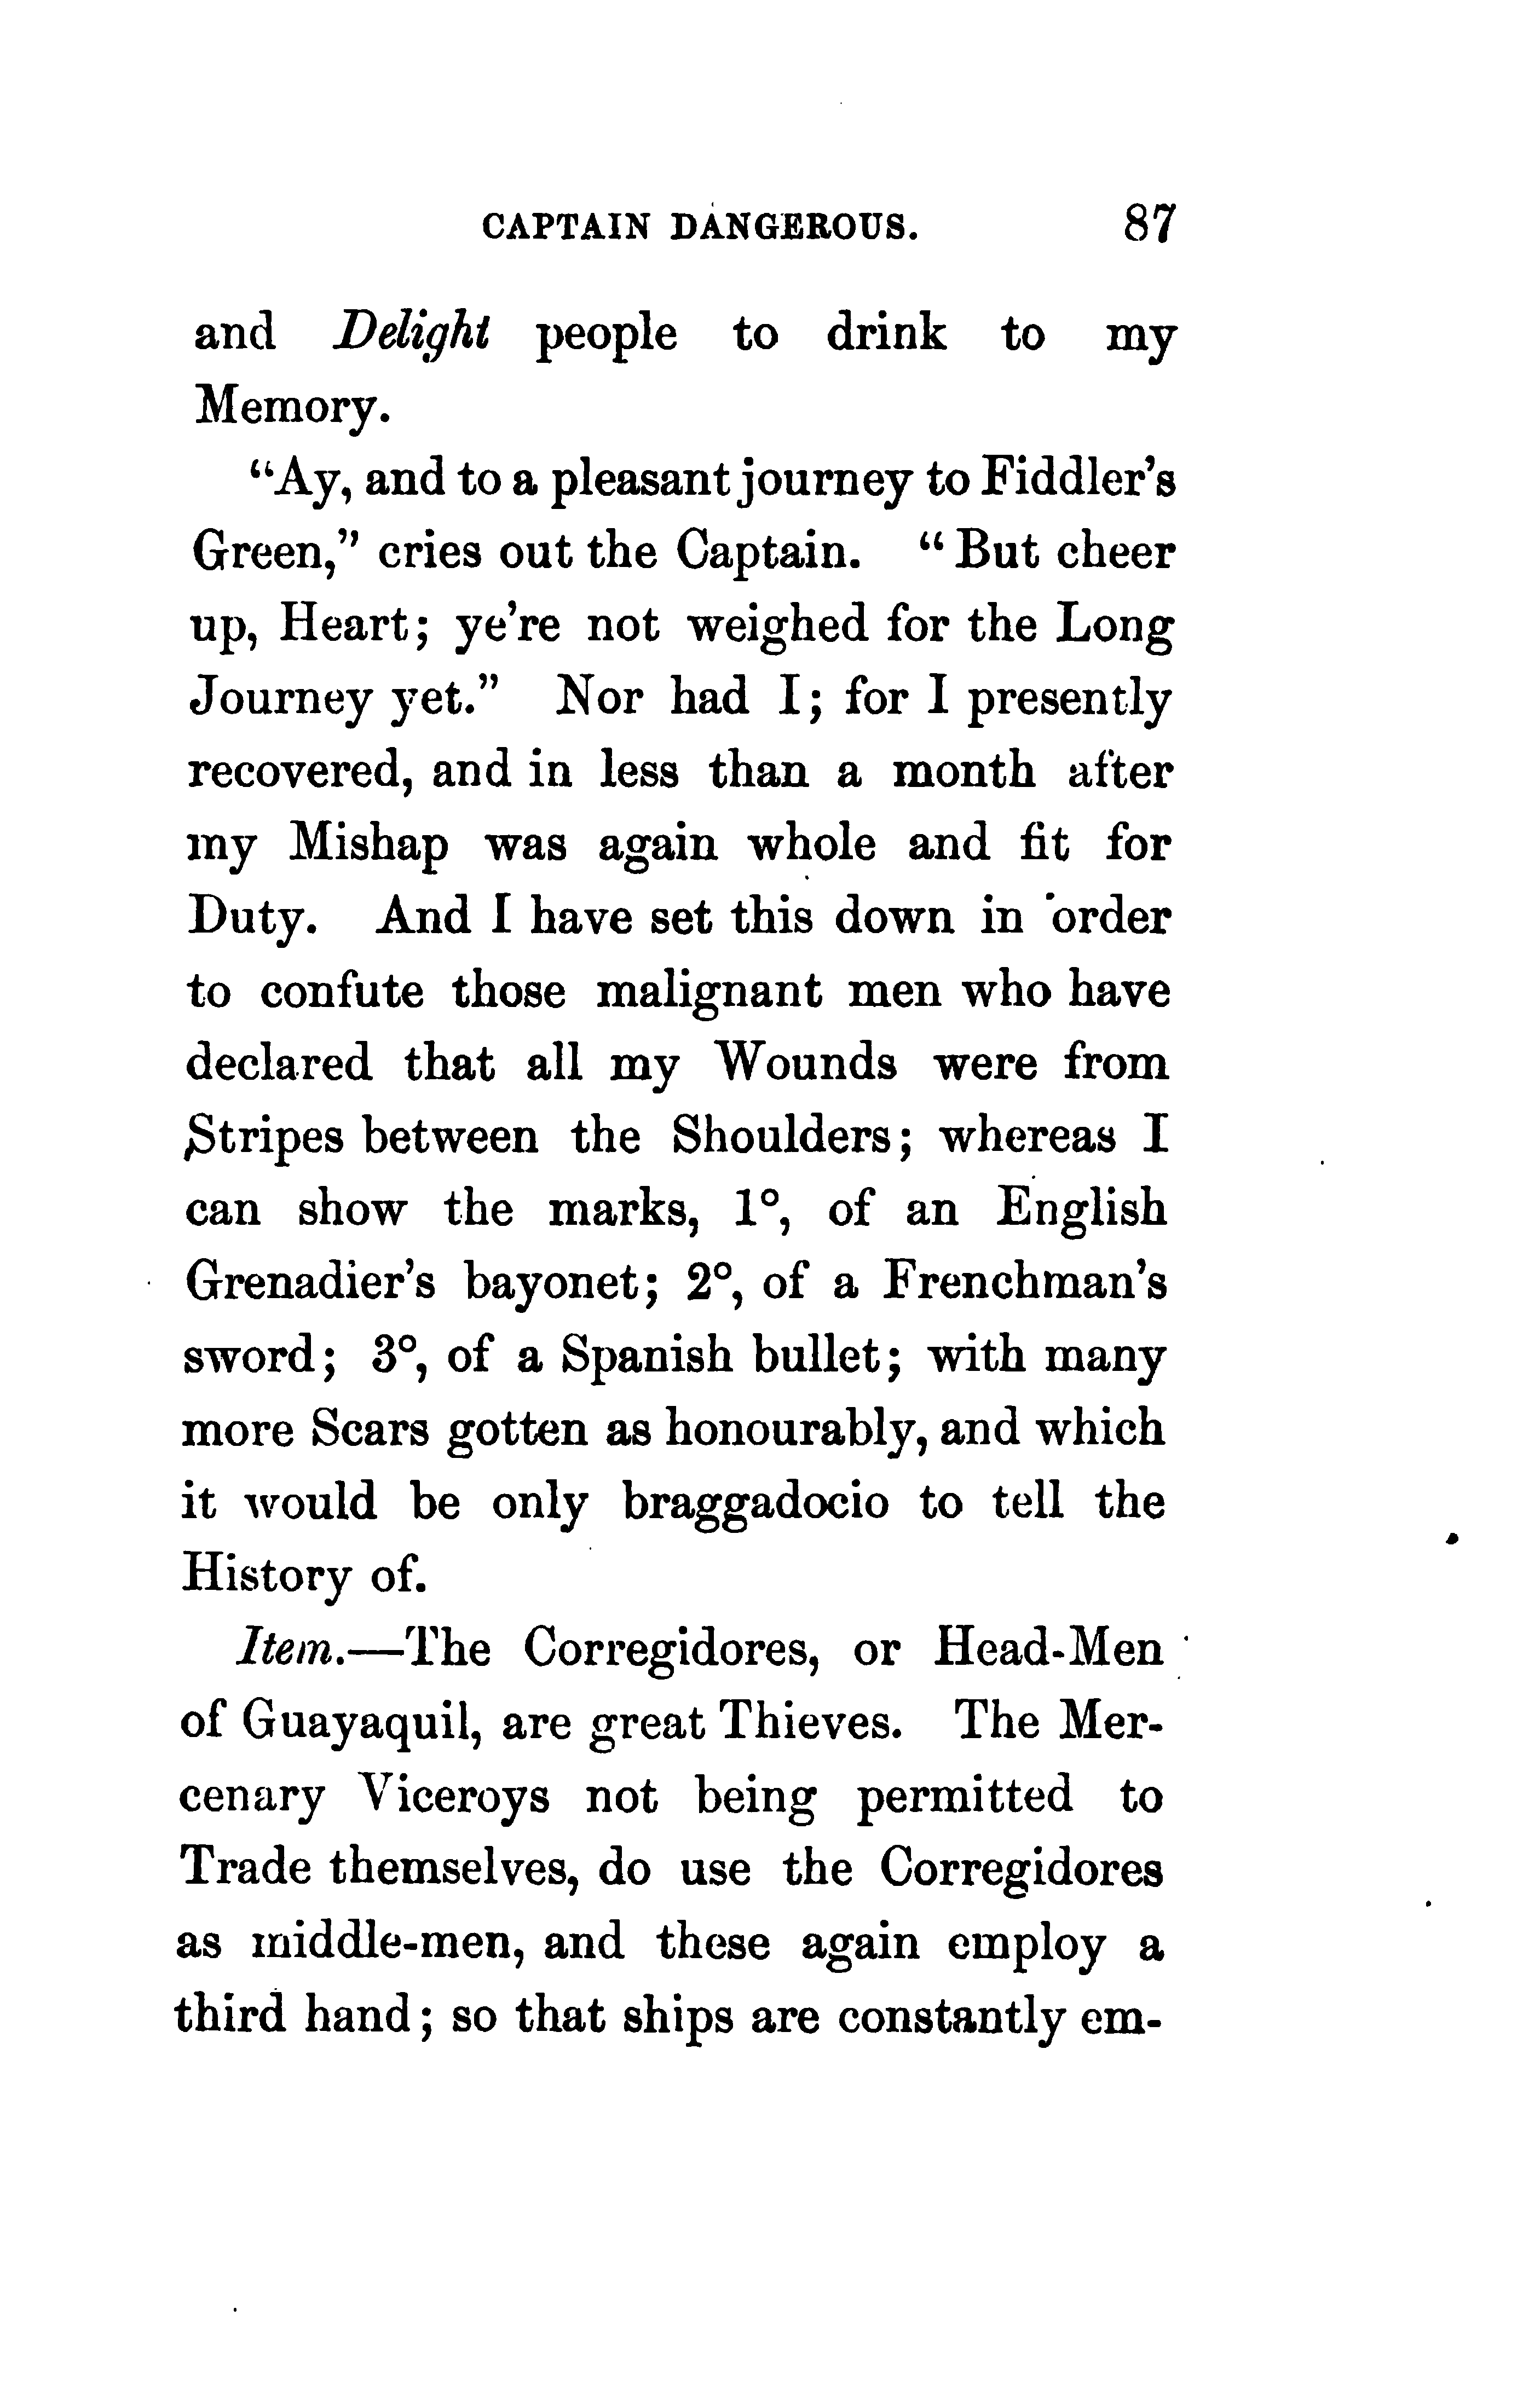 CAPTAIN DANGEROUS. 87
and Delight people to drink to my
Memory.
"Ay, and to a pleasant journey to Fiddler's
Green," cries out the Captain. "But cheer
up, Heart; ye're not weighed for the Long
Journey yet." Nor had I; for I presently
recovered, and in less than a month after
my Mishap was again whole and fit for
Duty. And I have set this down in order
to confute those malignant men who have
declared that all my Wounds were from
Stripes between the Shoulders; whereas I
can show the marks, 1°, of an English
Grenadier's bayonet; 2°, of a Frenchman's
sword; 3°, of a Spanish bullet; with many
more Scars gotten as honourably, and which
it would be only braggadocio to tell the
History of.
Item.—The Corregidores, or Head-Men
of Guayaquil, are great Thieves. The Mer-
cenary Viceroys not being permitted to
Trade themselves, do use the Corregidores
as middle-men, and these again employ a
third hand; so that ships are constantly em-